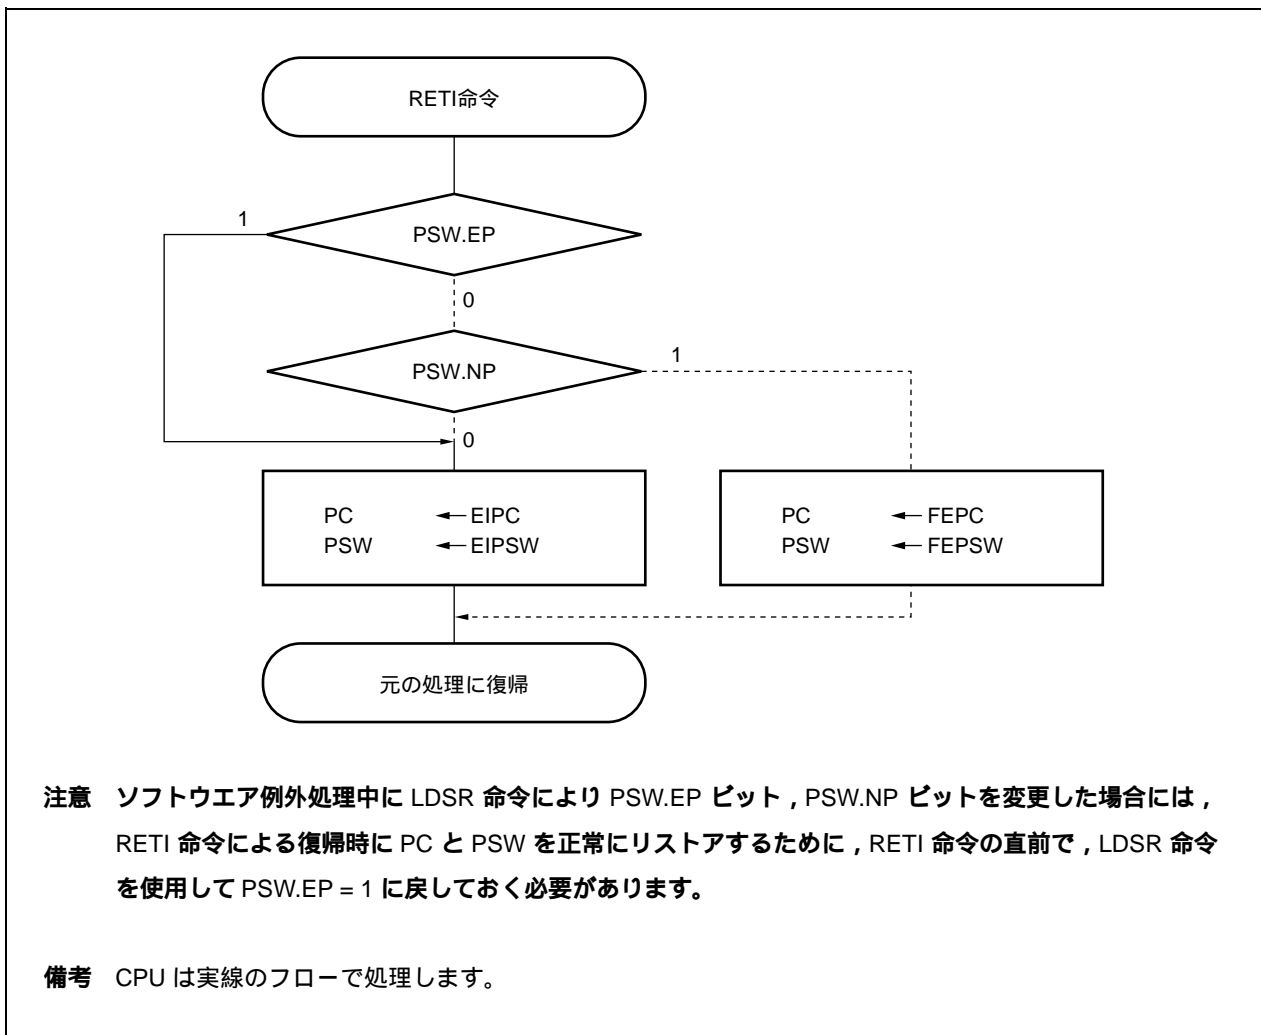 RETI命令
1
PSW.EP
0
PSW.NP
1
0
PC ← EIPC
PSW ← EIPSW
PC ← FEPC
PSW ← FEPSW
元の処理に復帰
注意 ソフトウエア例外処理中に LDSR 命令により PSW.EP ビット，PSW.NP ビットを変更した場合には，
RETI 命令による復帰時に PC と PSW を正常にリストアするために，RETI 命令の直前で，LDSR 命令
を使用して PSW.EP = 1 に戻しておく必要があります。
備考 CPU は実線のフローで処理します。